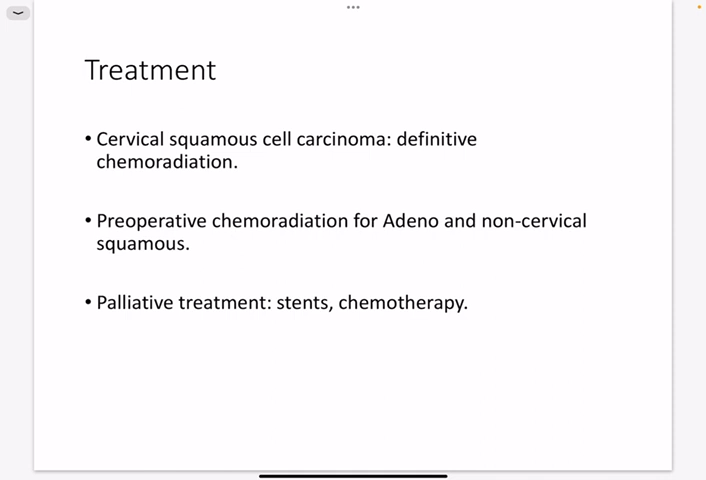 Treatment
• Cervical squamous cell carcinoma: definitive
chemoradiation.
• Preoperative chemoradiation for Adeno and non-cervical
squamous.
• Palliative treatment: stents, chemotherapy.